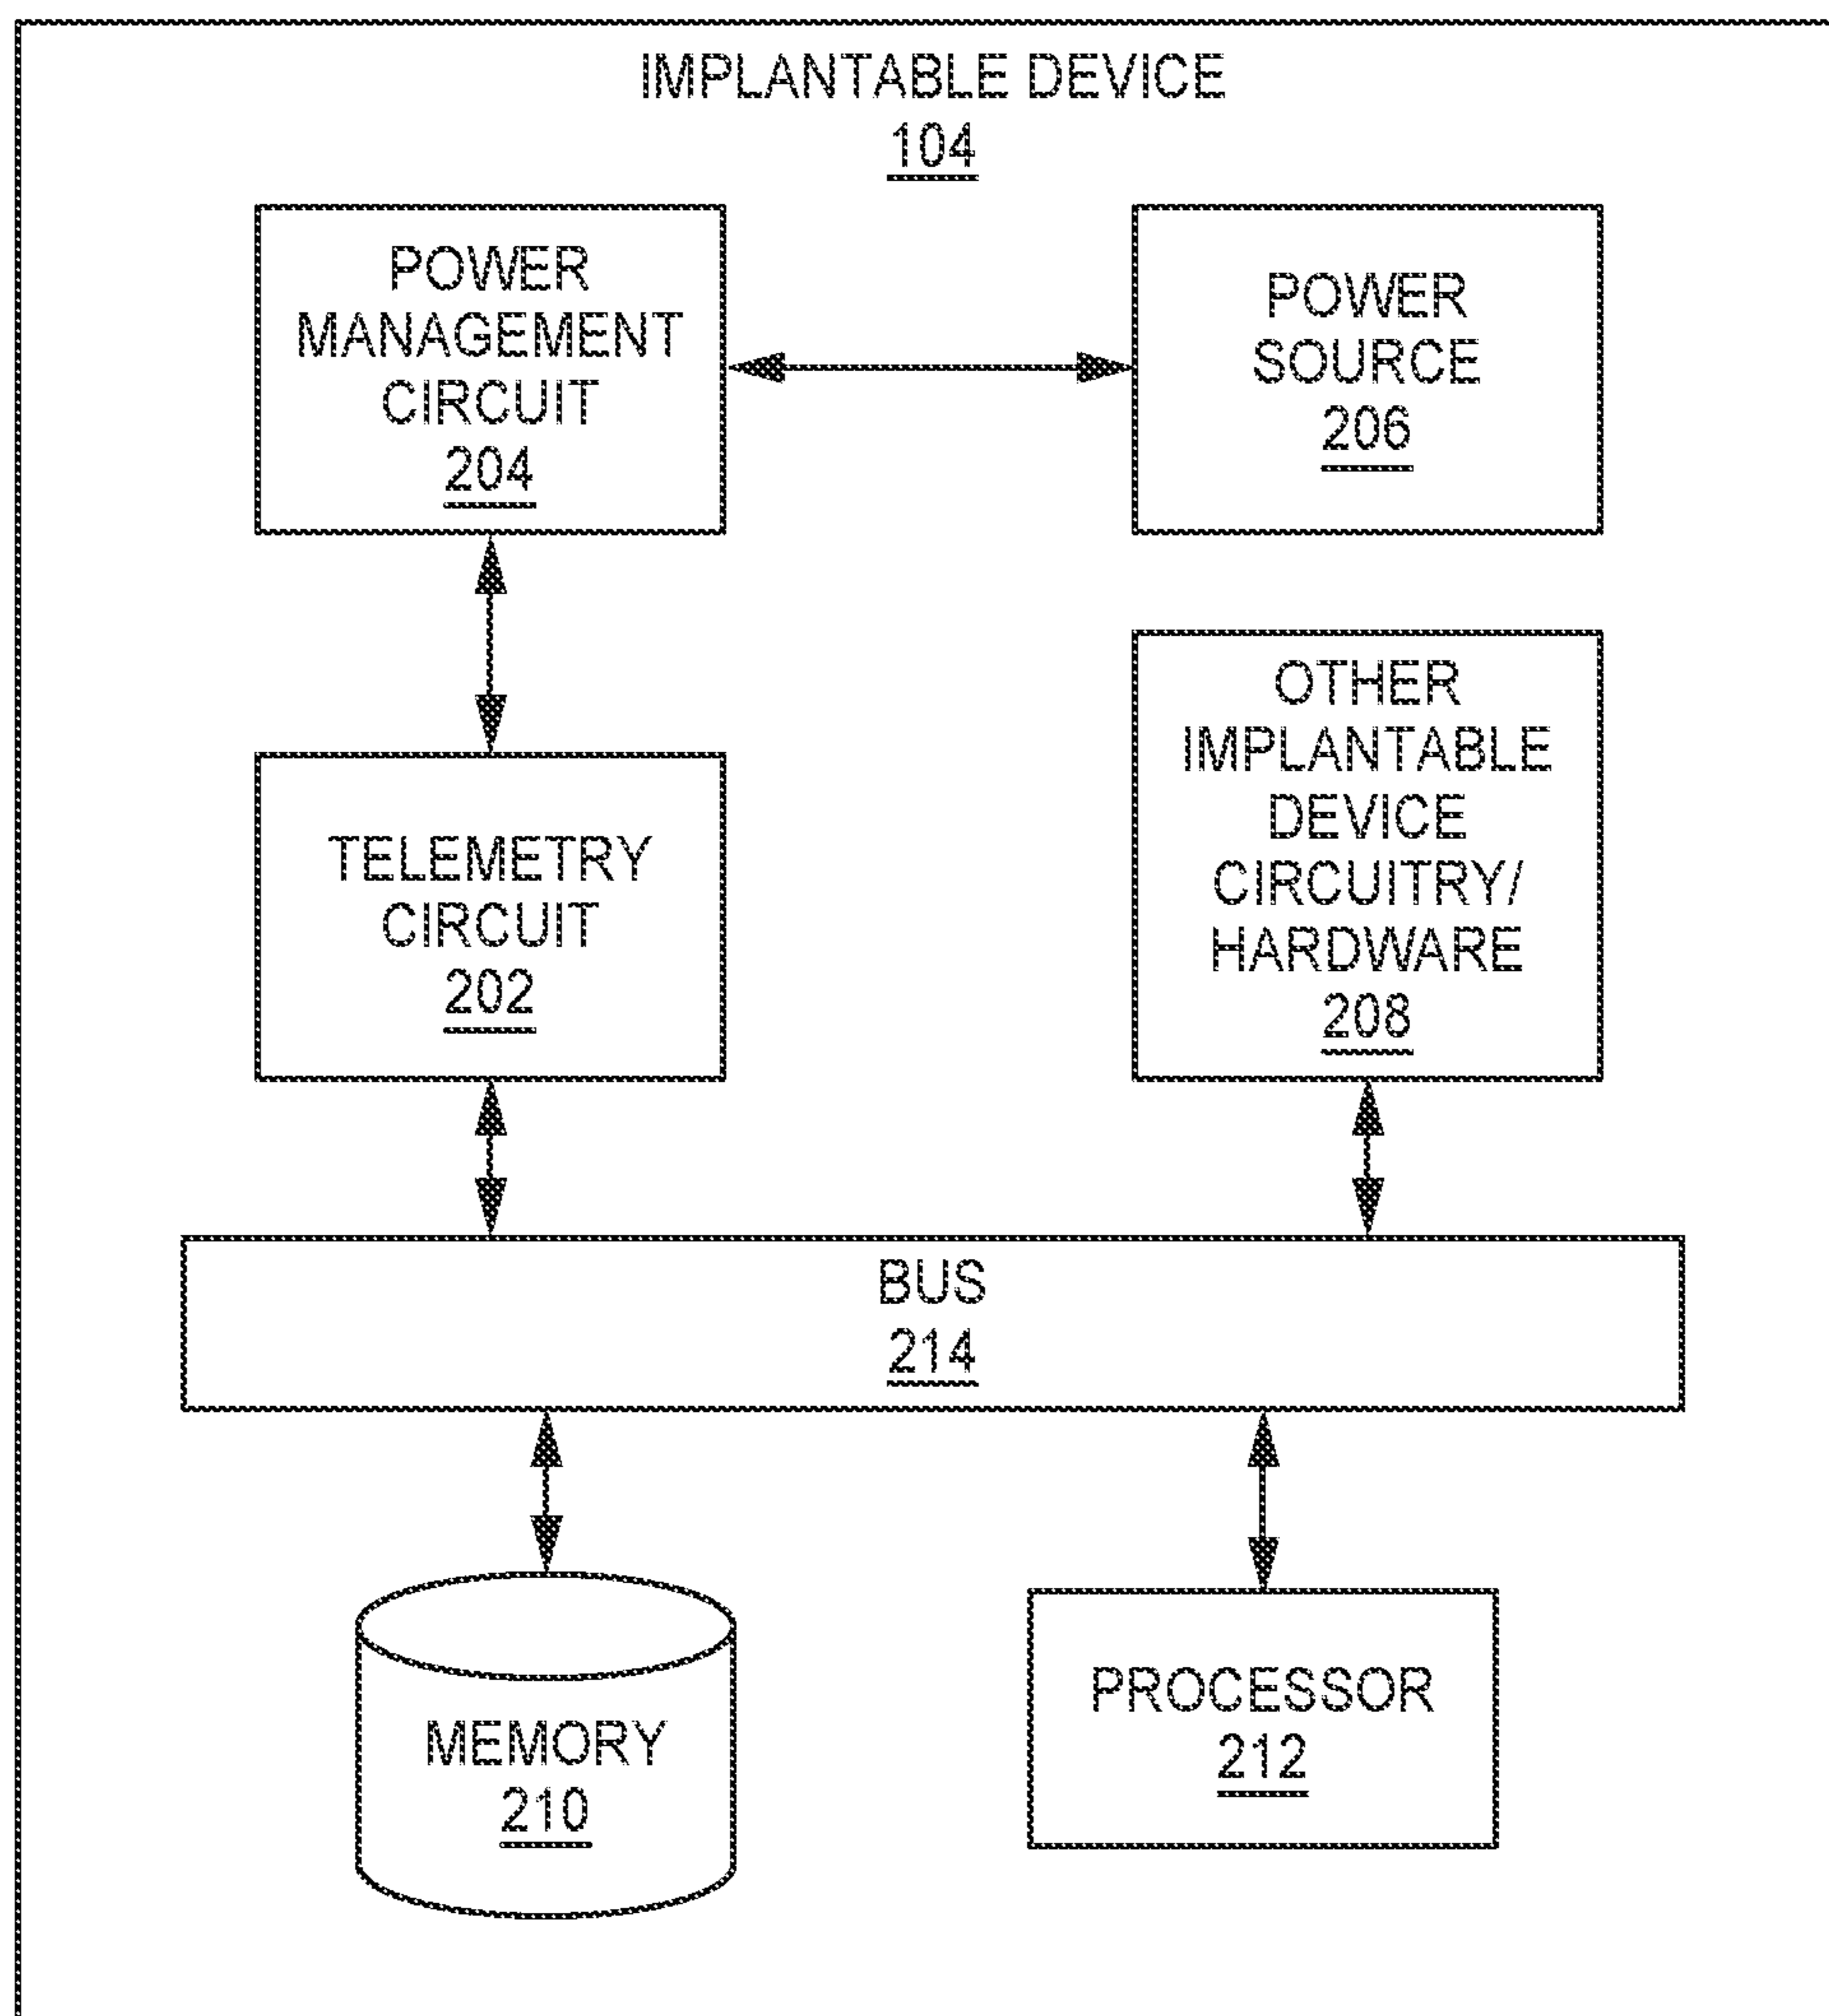 IMPLANTABLE DEVICE
104
POWER
MANAGEMENT
CIRCUIT
204
POWER
SOURCE
206
TELEMETRY
CIRCUIT
202
OTHER
IMPLANTABLE
DEVICE
CIRCUITRY/
HARDWARE
208
BUS
214
MEMORY
210
PROCESSOR
212